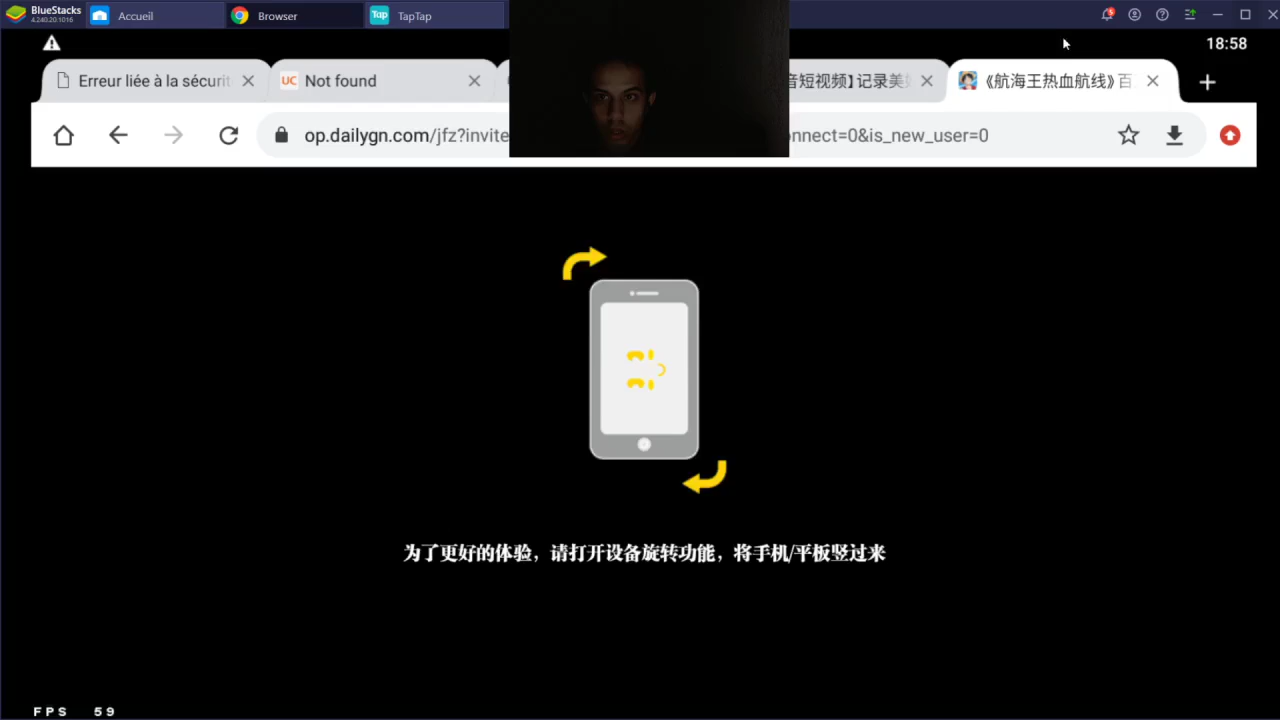 BlueStacks
4.240.20.1016
Accueil
Browser
Tap
TapTap
5
18:58
Erreur liée à la sécurit
UC Not found
音短视频】记录美
《航海王热血航线》百
op.dailygn.com/jfz?invite
nnect=0&is_new_user=0
为了更好的体验，请打开设备旋转功能，将手机/平板竖过来
FPS 59